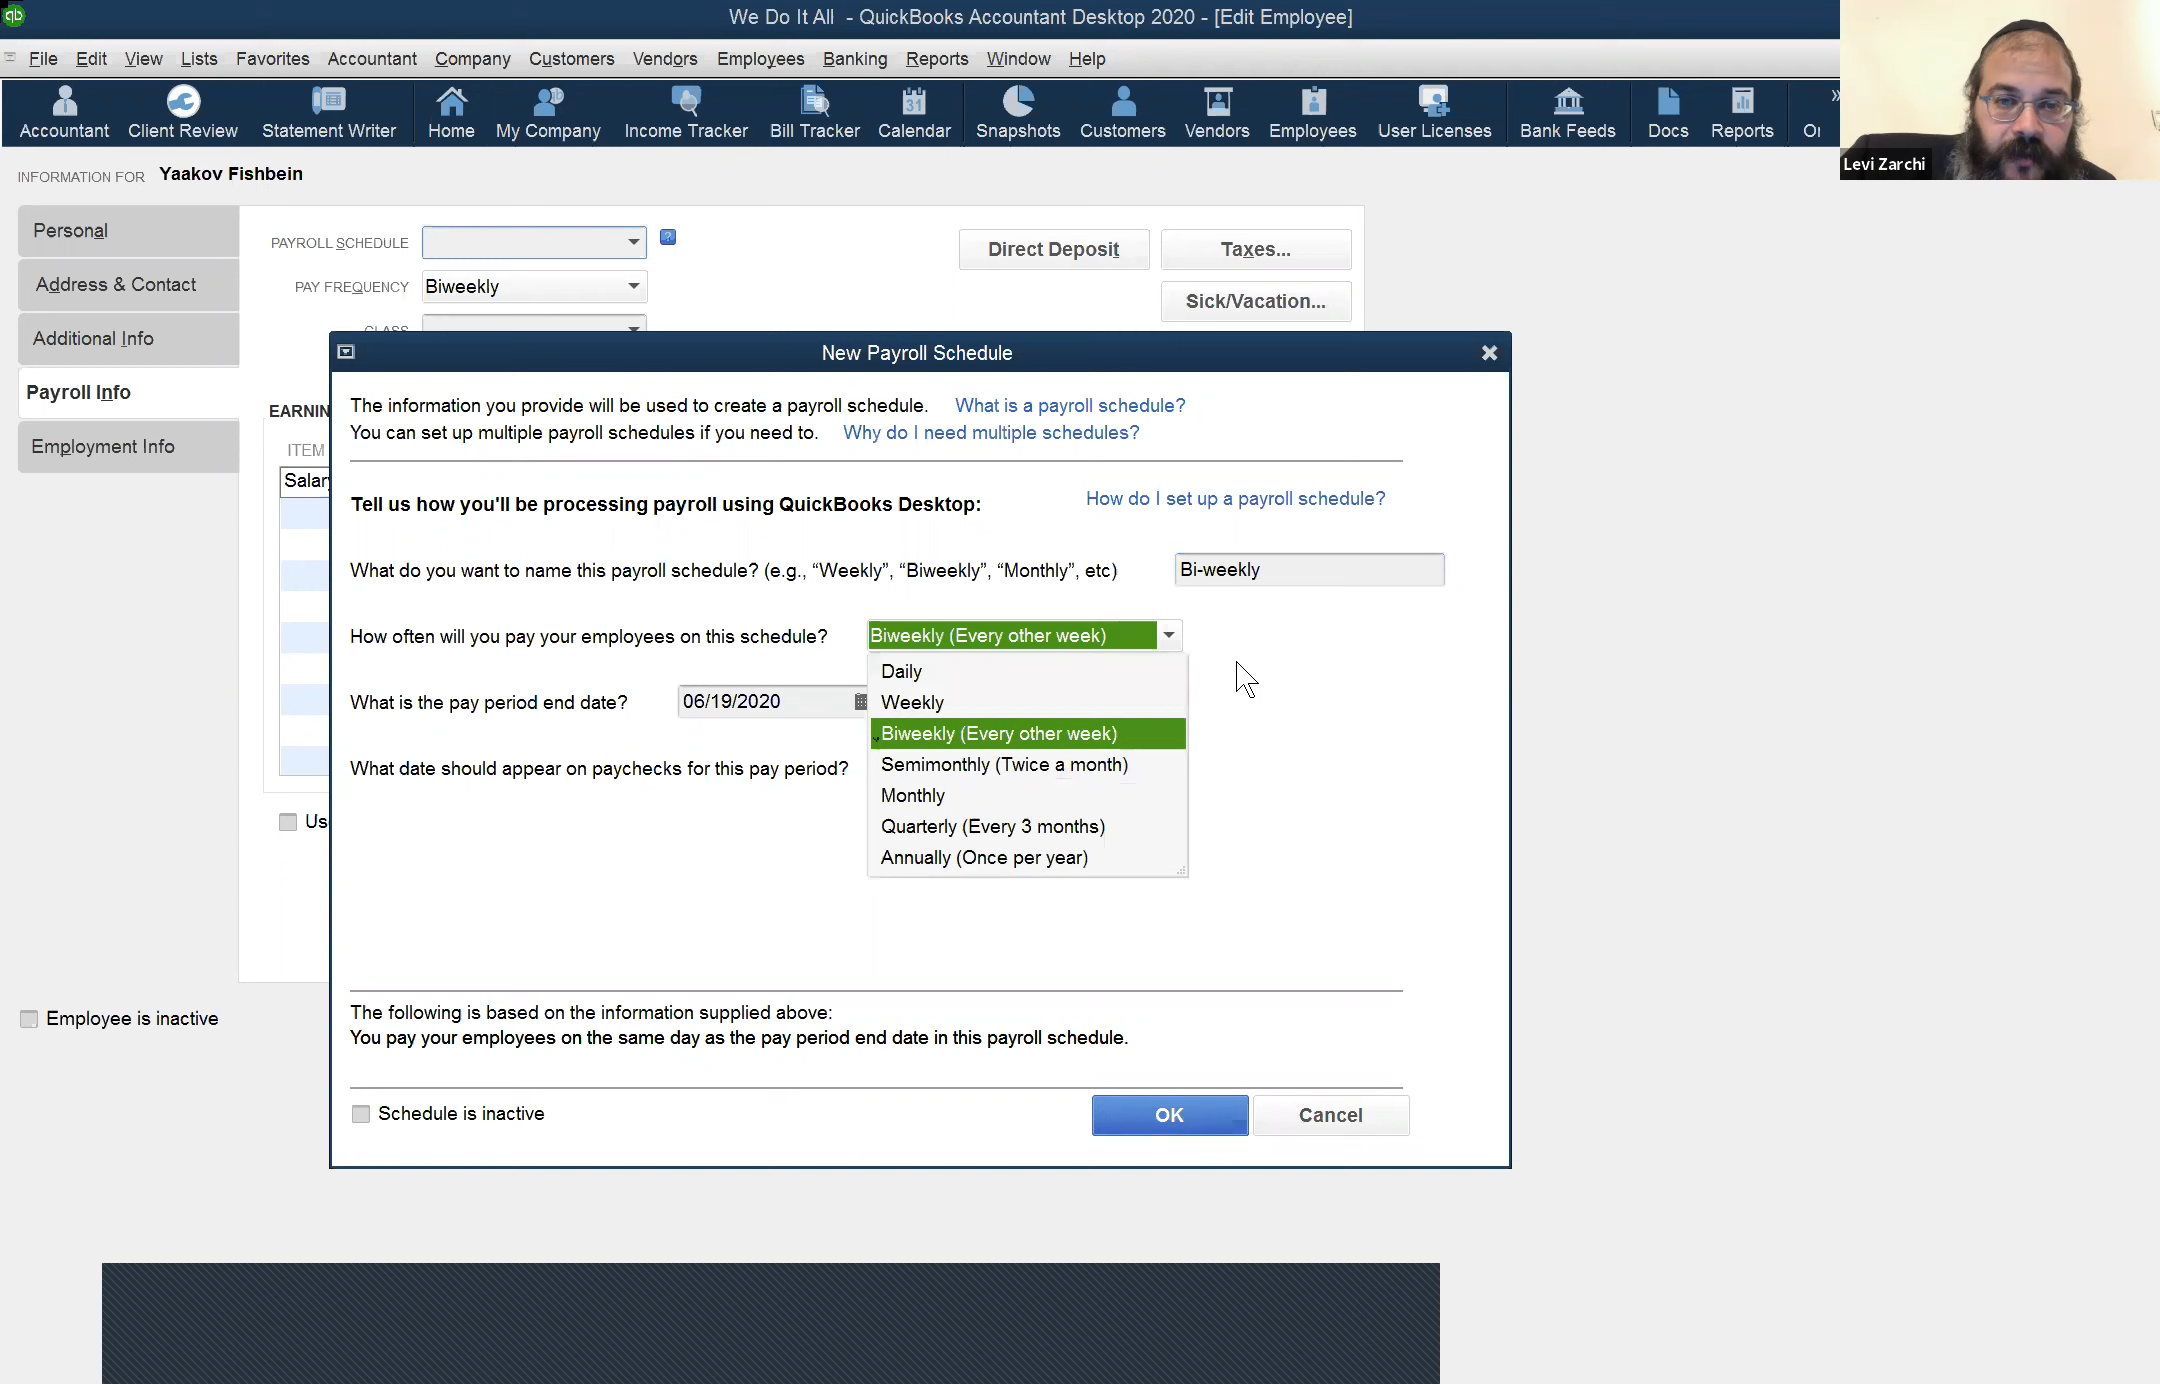 We Do It All - QuickBooks Accountant Desktop 2020 - [Edit Employee]
File Edit View Lists Favorites Accountant Company Customers Vendors Employees Banking Reports Window Help
Accountant Client Review Statement Writer Home My Company Income Tracker Bill Tracker Calendar Snapshots Customers Vendors Employees User Licenses Bank Feeds Docs Reports
Levi Zarchi
INFORMATION FOR Yaakov Fishbein
Personal
Address & Contact
Additional Info
Payroll Info
Employment Info
PAYROLL SCHEDULE
PAY FREQUENCY Biweekly
CLASS
Direct Deposit
Taxes...
Sick/Vacation...
EARNIN
ITEM
Salary
Us
Employee is inactive
New Payroll Schedule
The information you provide will be used to create a payroll schedule. What is a payroll schedule?
You can set up multiple payroll schedules if you need to. Why do I need multiple schedules?
Tell us how you'll be processing payroll using QuickBooks Desktop: How do I set up a payroll schedule?
What do you want to name this payroll schedule? (e.g., “Weekly”, “Biweekly”, “Monthly”, etc) Bi-weekly
How often will you pay your employees on this schedule? Biweekly (Every other week)
Daily
Weekly
Biweekly (Every other week)
Semimonthly (Twice a month)
Monthly
Quarterly (Every 3 months)
Annually (Once per year)
What is the pay period end date? 06/19/2020
What date should appear on paychecks for this pay period?
The following is based on the information supplied above:
You pay your employees on the same day as the pay period end date in this payroll schedule.
Schedule is inactive
OK
Cancel